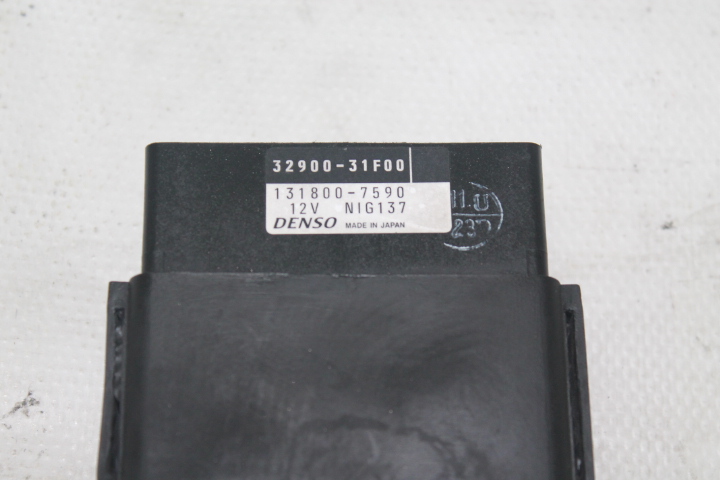 32900-31F00
131800-7590
12V NIG137
DENSO MADE IN JAPAN